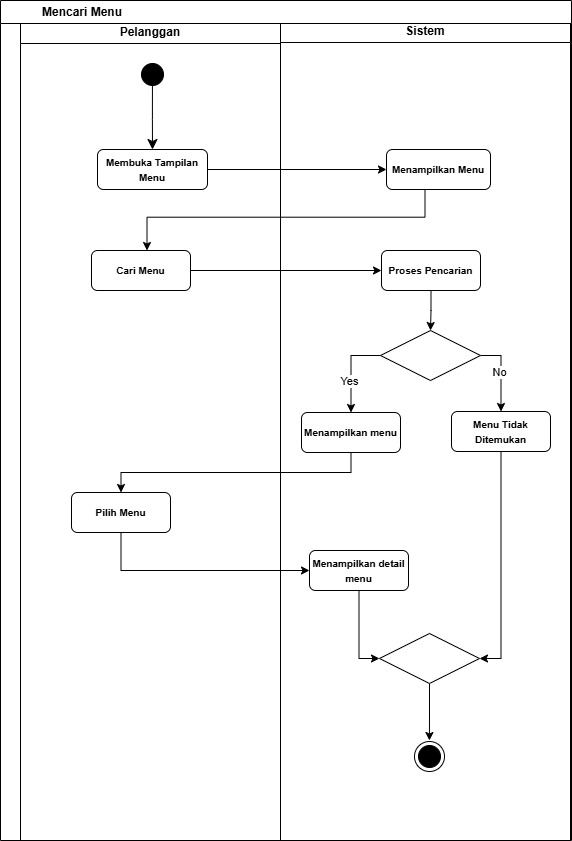 Mencari Menu
Pelanggan
Sistem
Membuka Tampilan
Menu
Menampilkan Menu
Cari Menu
Proses Pencarian
Yes
No
Menampilkan menu
Menu Tidak
Ditemukan
Pilih Menu
Menampilkan detail
menu